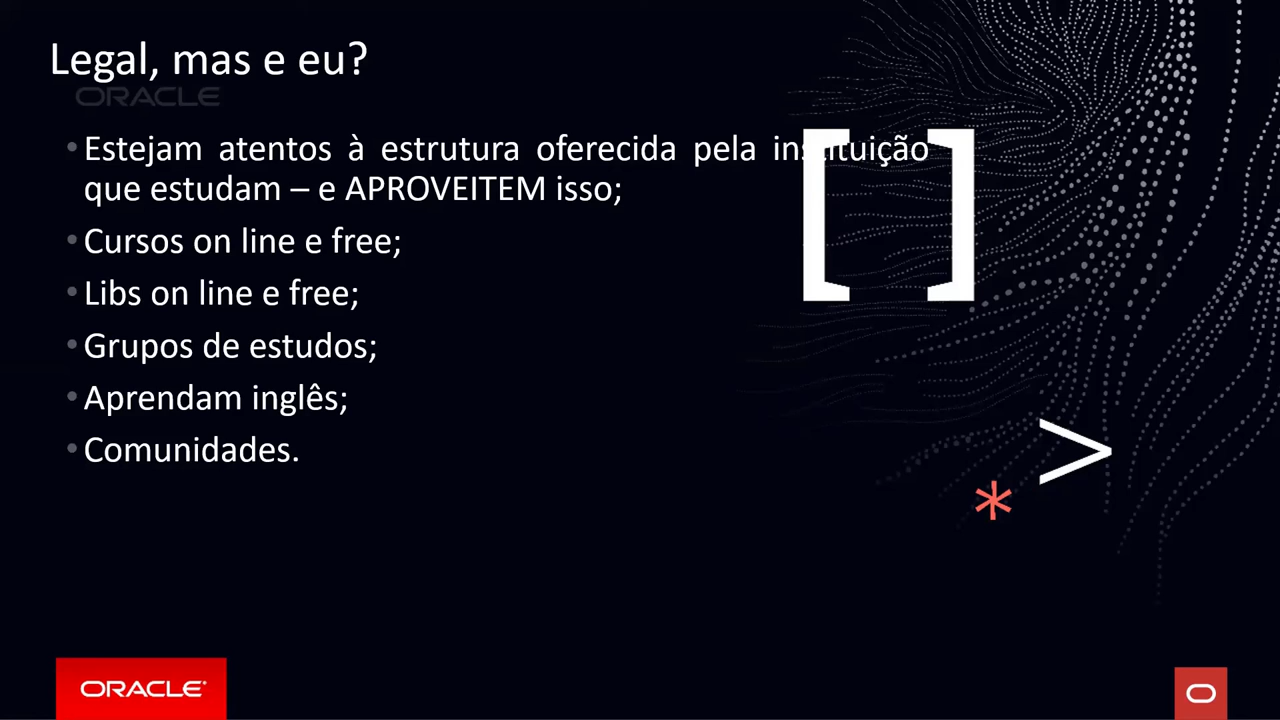 Legal, mas e eu?
ORACLE
• Estejam atentos à estrutura oferecida pela instituição
que estudam – e APROVEITEM isso;
• Cursos on line e free;
• Libs on line e free;
• Grupos de estudos;
• Aprendam inglês;
• Comunidades.
[ ]
>
*
ORACLE®